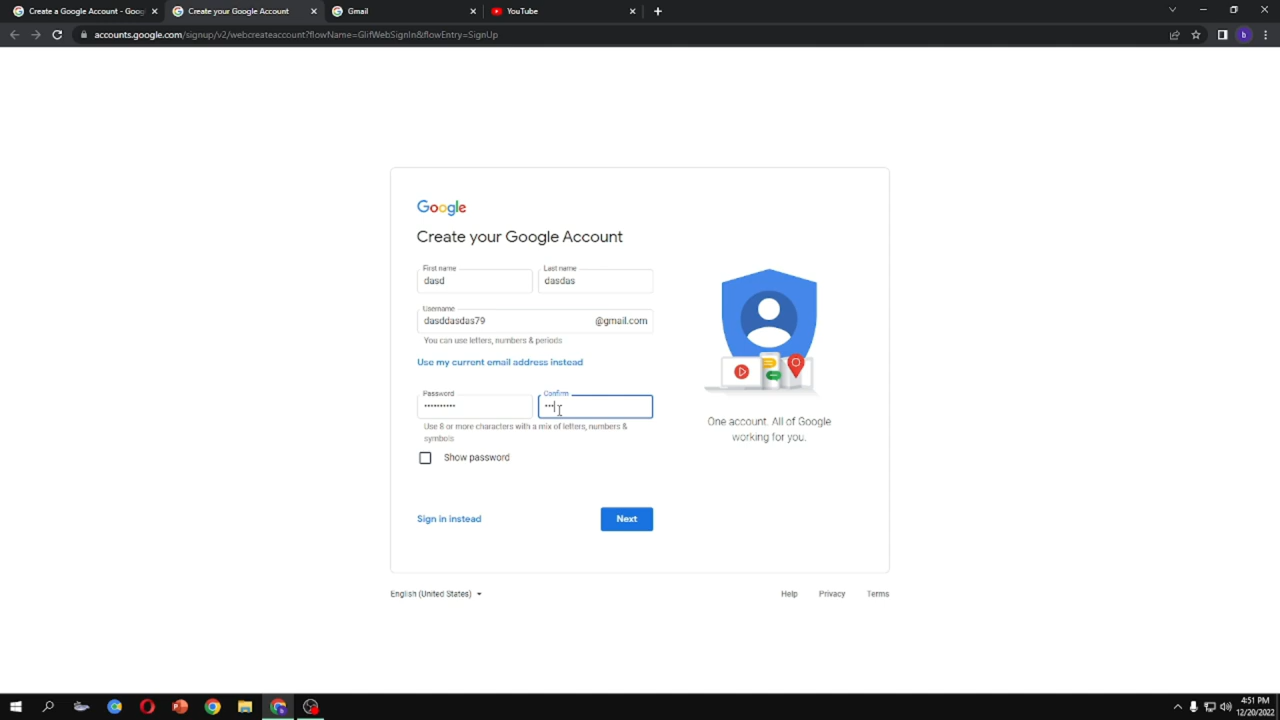 Create a Google Account - Goog
Create your Google Account
Gmail
YouTube
accounts.google.com/signup/v2/webcreateaccount?flowName=GlifWebSignIn&flowEntry=SignUp
b
Google
Create your Google Account
First name
Last name
dasd
dasdas
Username
dasddasdas79
@gmail.com
You can use letters, numbers & periods
Use my current email address instead
Password
Confirm
••••••••••
•••
Use 8 or more characters with a mix of letters, numbers &
symbols
Show password
One account. All of Google
working for you.
Sign in instead
Next
English (United States)
Help
Privacy
Terms
4:51 PM
12/20/2022